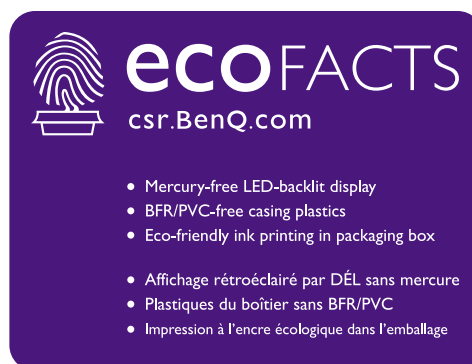 ecoFACTS
csr.BenQ.com
• Mercury-free LED-backlit display
• BFR/PVC-free casing plastics
• Eco-friendly ink printing in packaging box
• Affichage rétroéclairé par DÉL sans mercure
• Plastiques du boîtier sans BFR/PVC
• Impression à l'encre écologique dans l'emballage